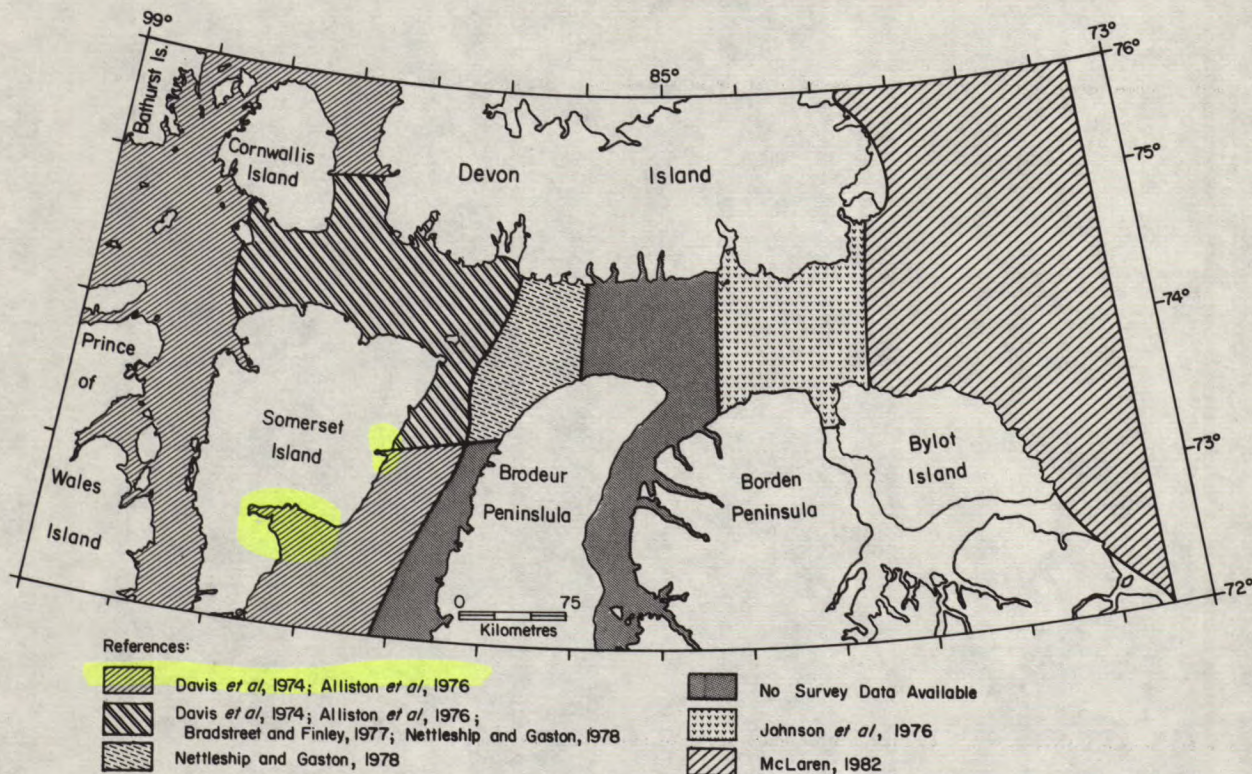 99°
73°
76°
85°
Bathurst Is.
Cornwallis
Island
Devon Island
75°
74°
Prince
of
Wales
Island
Somerset
Island
Brodeur
Peninslula
Borden
Peninsula
Bylot
Island
73°
72°
0 75
Kilometres
References:
Davis et al, 1974; Alliston et al, 1976
Davis et al, 1974; Alliston et al, 1976;
Bradstreet and Finley, 1977; Nettleship and Gaston, 1978
Nettleship and Gaston, 1978
No Survey Data Available
Johnson et al, 1976
McLaren, 1982